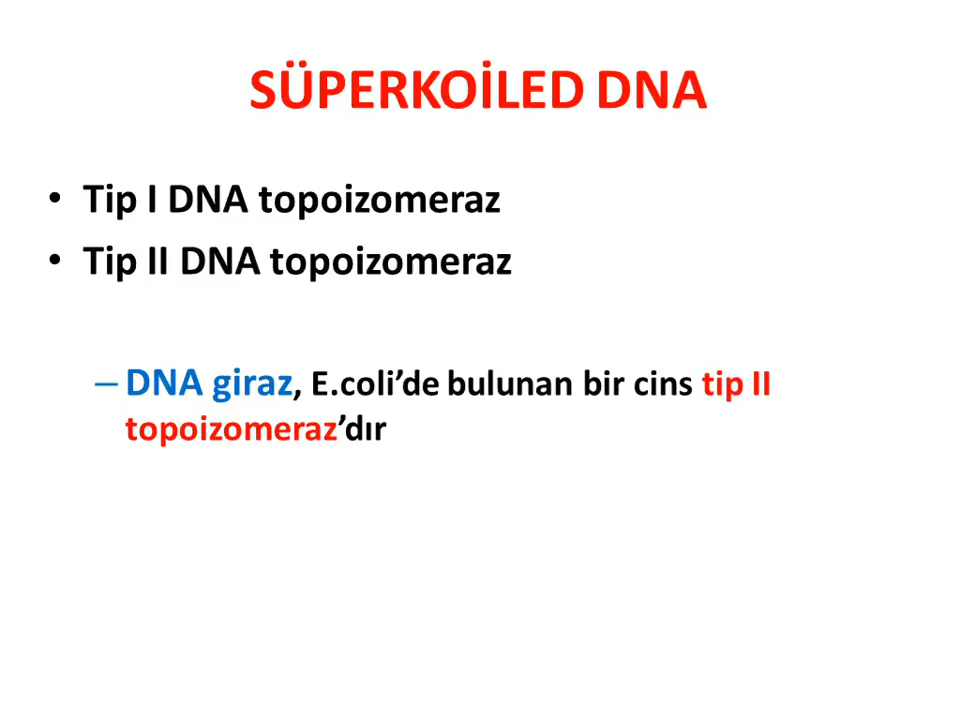 SÜPERKOİLED DNA
• Tip I DNA topoizomeraz
• Tip II DNA topoizomeraz
– DNA giraz, E.coli’de bulunan bir cins tip II
topoizomeraz’dır